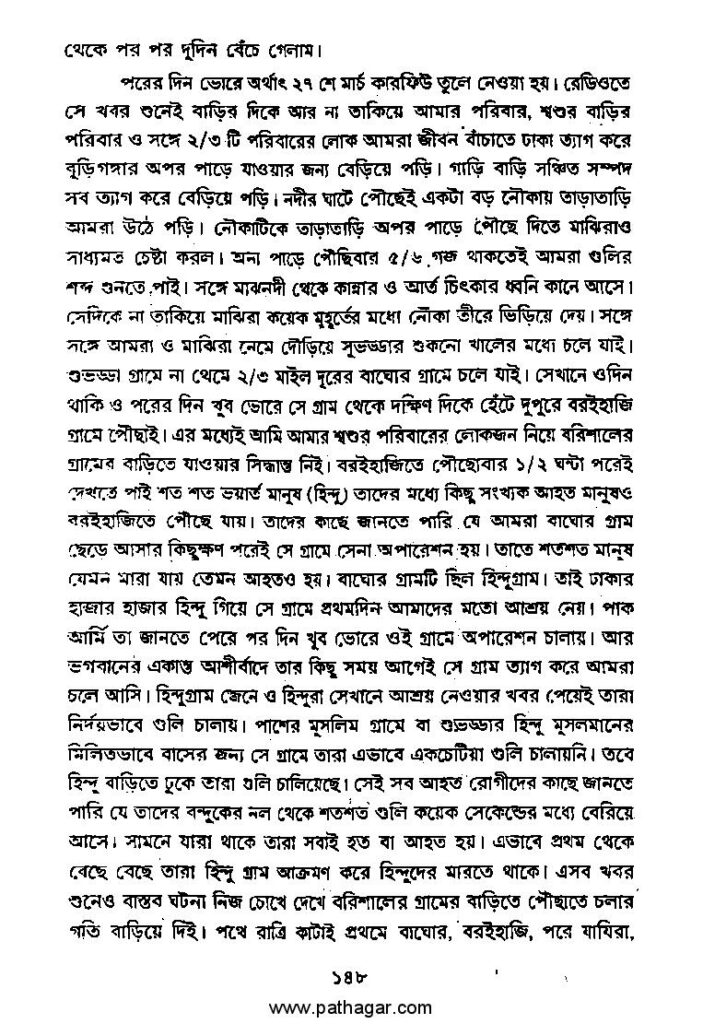 থেকে পর পর দুদিন বেঁচে গেলাম।
পরের দিন ভোরে অর্থাৎ ২৭ শে মার্চ কারফিউ তুলে নেওয়া হয়। রেডিওতে
সে খবর শুনেই বাড়ির দিকে আর না তাকিয়ে আমার পরিবার, শ্বশুর বাড়ির
পরিবার ও সঙ্গে ২/৩ টি পরিবারের লোক আমরা জীবন বাঁচাতে ঢাকা ত্যাগ করে
বুড়িগঙ্গার অপর পাড়ে যাওয়ার জন্য বেড়িয়ে পড়ি। গাড়ি বাড়ি সঞ্চিত সম্পদ
সব ত্যাগ করে বেড়িয়ে পড়ি। নদীর ঘাটে পৌছেই একটা বড় নৌকায় তাড়াতাড়ি
আমরা উঠে পড়ি। নৌকাটিকে তাড়াতাড়ি অপর পাড়ে পৌছে দিতে মাঝিরাও
সাধ্যমত চেষ্টা করল। অন্য পাড়ে পৌছিবার ৫/৬ গজ থাকতেই আমরা গুলির
শব্দ শুনতে পাই। সঙ্গে মাঝনদী থেকে কান্নার ও আর্ত চিৎকার ধ্বনি কানে আসে।
সেদিকে না তাকিয়ে মাঝিরা কয়েক মুহূর্তের মধ্যে নৌকা তীরে ভিড়িয়ে দেয়। সঙ্গে
সঙ্গে আমরা ও মাঝিরা নেমে দৌড়িয়ে সুভড্ডার শুকনো খালের মধ্যে চলে যাই।
শুভড্ডা গ্রামে না থেমে ২/৩ মাইল দূরের বাঘোর গ্রামে চলে যাই। সেখানে ওদিন
থাকি ও পরের দিন খুব ভোরে সে গ্রাম থেকে দক্ষিণ দিকে হেঁটে দুপুরে বরইহাজি
গ্রামে পৌছাই। এর মধ্যেই আমি আমার শ্বশুর পরিবারের লোকজন নিয়ে বরিশালের
গ্রামের বাড়িতে যাওয়ার সিদ্ধান্ত নিই। বরইহাজিতে পৌছোবার ১/২ ঘন্টা পরেই
দেখতে পাই শত শত ভয়ার্ত মানুষ (হিন্দু) তাদের মধ্যে কিছু সংখ্যক আহত মানুষও
বরইহাজিতে পৌছে যায়। তাদের কাছে জানতে পারি যে আমরা বাঘোর গ্রাম
ছেড়ে আসার কিছুক্ষণ পরেই সে গ্রামে সেনা অপারেশন হয়। তাতে শতশত মানুষ
যেমন মারা যায় তেমন আহতও হয়। বাঘোর গ্রামটি ছিল হিন্দুগ্রাম। তাই ঢাকার
হাজার হাজার হিন্দু গিয়ে সে গ্রামে প্রথমদিন আমাদের মতো আশ্রয় নেয়। পাক
আর্মি তা জানতে পেরে পর দিন খুব ভোরে ওই গ্রামে অপারেশন চালায়। আর
ভগবানের একান্ত আশীর্বাদে তার কিছু সময় আগেই সে গ্রাম ত্যাগ করে আমরা
চলে আসি। হিন্দুগ্রাম জেনে ও হিন্দুরা সেখানে আশ্রয় নেওয়ার খবর পেয়েই তারা
নির্দয়ভাবে গুলি চালায়। পাশের মুসলিম গ্রামে বা শুভড্ডার হিন্দু মুসলমানের
মিলিতভাবে বাসের জন্য সে গ্রামে তারা এভাবে একচেটিয়া গুলি চালায়নি। তবে
হিন্দু বাড়িতে ঢুকে তারা গুলি চালিয়েছে। সেই সব আহত রোগীদের কাছে জানতে
পারি যে তাদের বন্দুকের নল থেকে শতশত গুলি কয়েক সেকেন্ডের মধ্যে বেরিয়ে
আসে। সামনে যারা থাকে তারা সবাই হত বা আহত হয়। এভাবে প্রথম থেকে
বেছে বেছে তারা হিন্দু গ্রাম আক্রমণ করে হিন্দুদের মারতে থাকে। এসব খবর
শুনেও বাস্তব ঘটনা নিজ চোখে দেখে বরিশালের গ্রামের বাড়িতে পৌছাতে চলার
গতি বাড়িয়ে দিই। পথে রাত্রি কাটাই প্রথমে বাঘোর, বরইহাজি, পরে যাযিরা,
১৪৮
www.pathagar.com